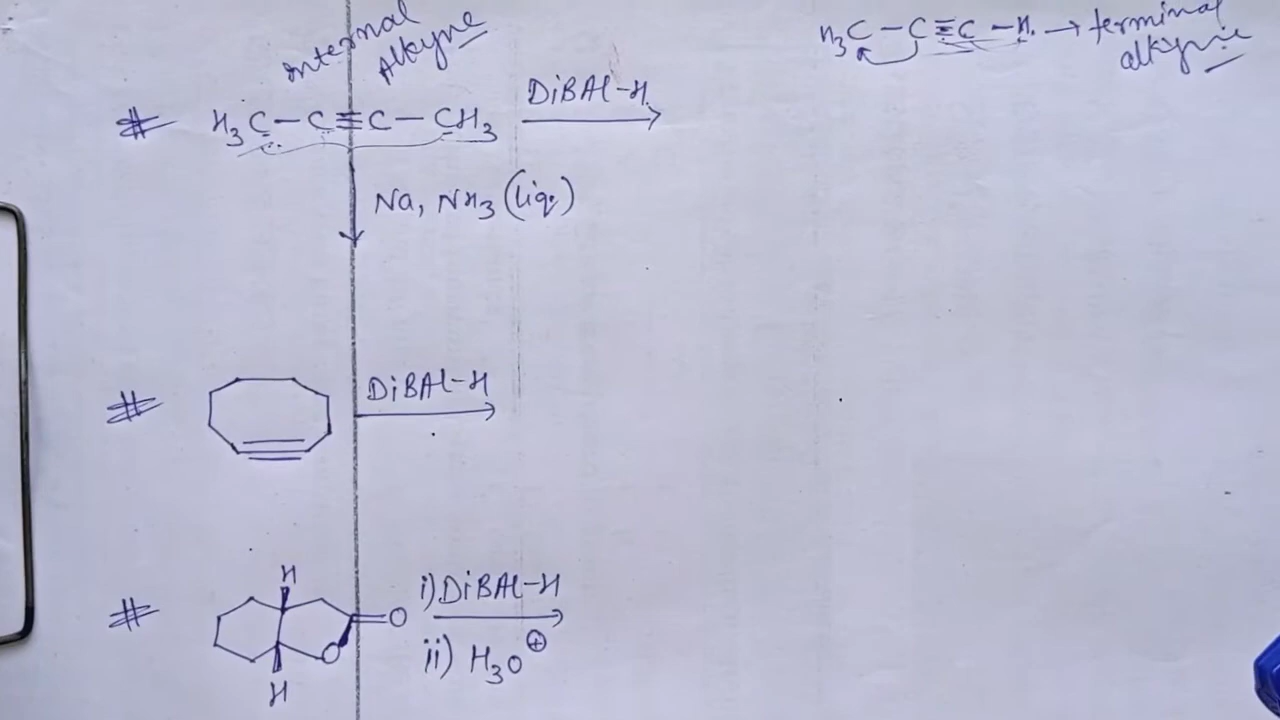 internal
Alkyne
# H3C-C≡C-CH3 DiBAl-H
Na, NH3 (liq.)
H3C-C≡C-H. → terminal
alkyne
# DiBAl-H
# H
O
O
H
i) DiBAl-H
ii) H3O⊕